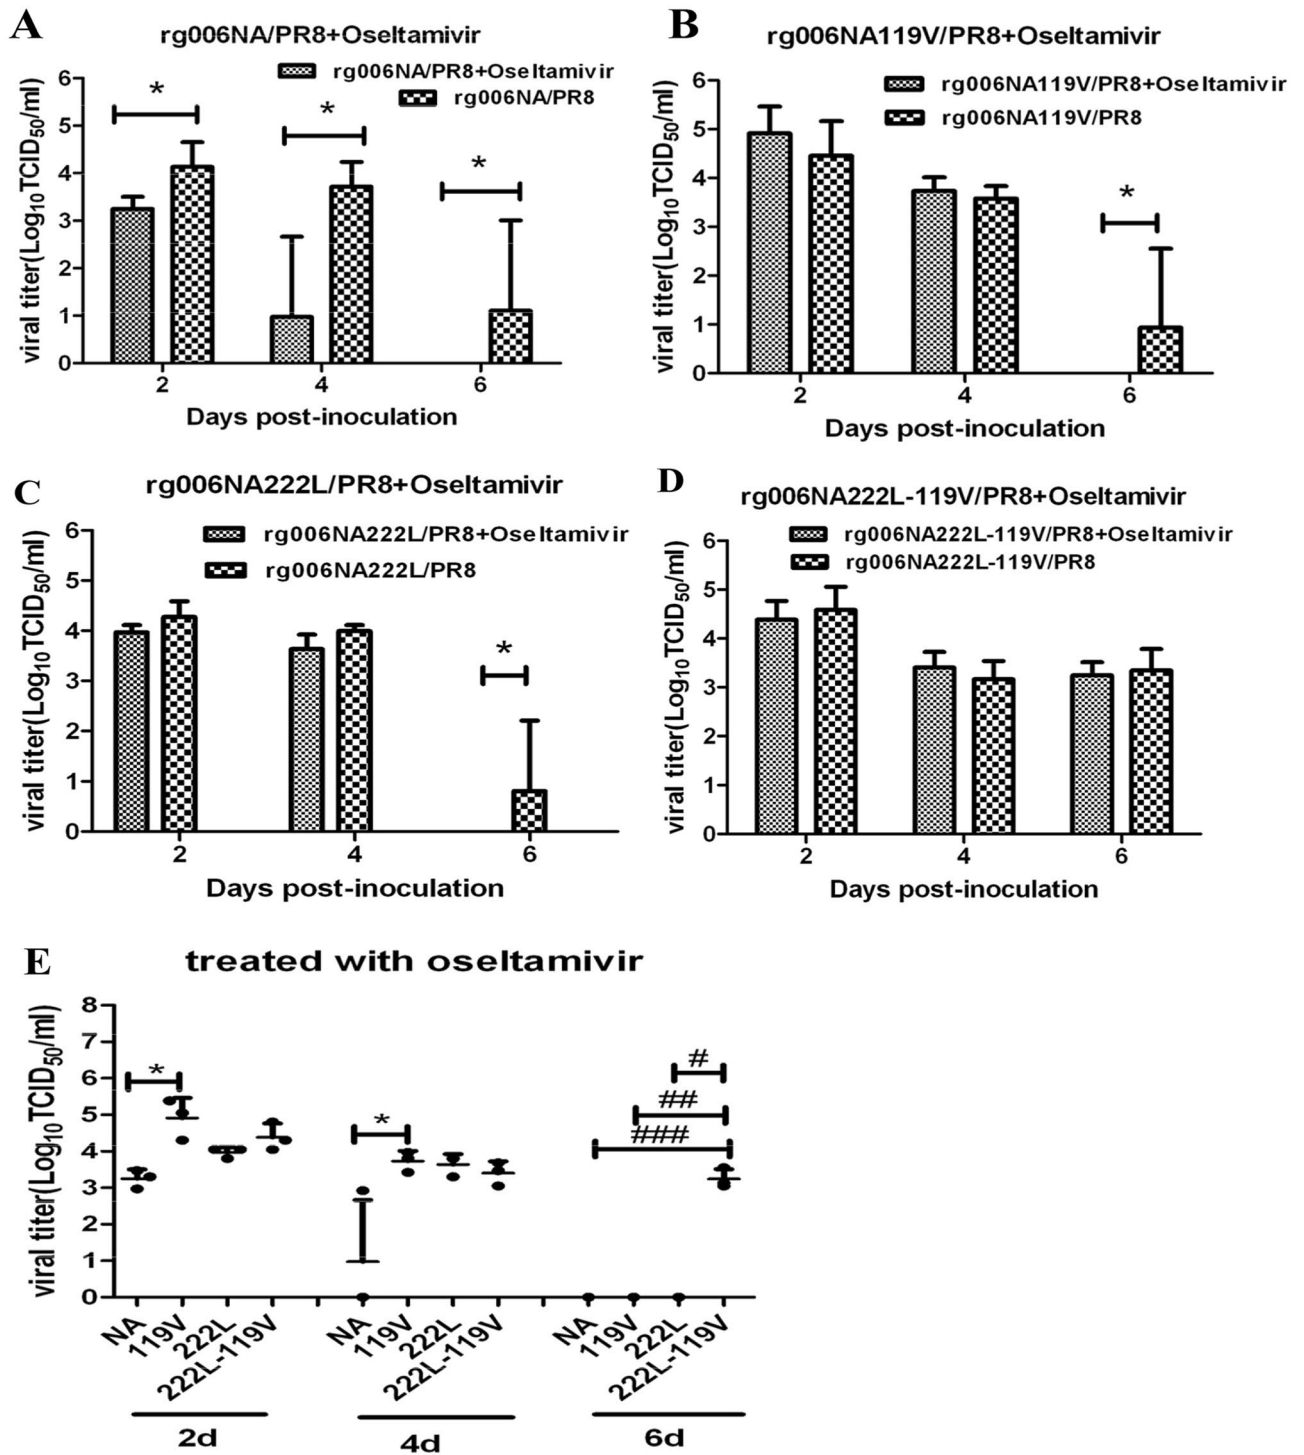 A
rg006NA/PR8+Oseltamivir
rg006NA/PR8+Oseltamivir
rg006NA/PR8
viral titer(Log10TCID50/ml)
6
5
4
3
2
1
0
*
*
*
2 4 6
Days post-inoculation
B
rg006NA119V/PR8+Oseltamivir
rg006NA119V/PR8+Oseltamivir
rg006NA119V/PR8
viral titer(Log10TCID50/ml)
6
5
4
3
2
1
0
*
2 4 6
Days post-inoculation
C
rg006NA222L/PR8+Oseltamivir
rg006NA222L/PR8+Oseltamivir
rg006NA222L/PR8
viral titer(Log10TCID50/ml)
6
5
4
3
2
1
0
*
2 4 6
Days post-inoculation
D
rg006NA222L-119V/PR8+Oseltamivir
rg006NA222L-119V/PR8+Oseltamivir
rg006NA222L-119V/PR8
viral titer(Log10TCID50/ml)
6
5
4
3
2
1
0
2 4 6
Days post-inoculation
E
treated with oseltamivir
viral titer(Log10TCID50/ml)
8
7
6
5
4
3
2
1
0
*
*
#
##
###
NA 119V 222L 222L-119V
NA 119V 222L 222L-119V
NA 119V 222L 222L-119V
2d 4d 6d